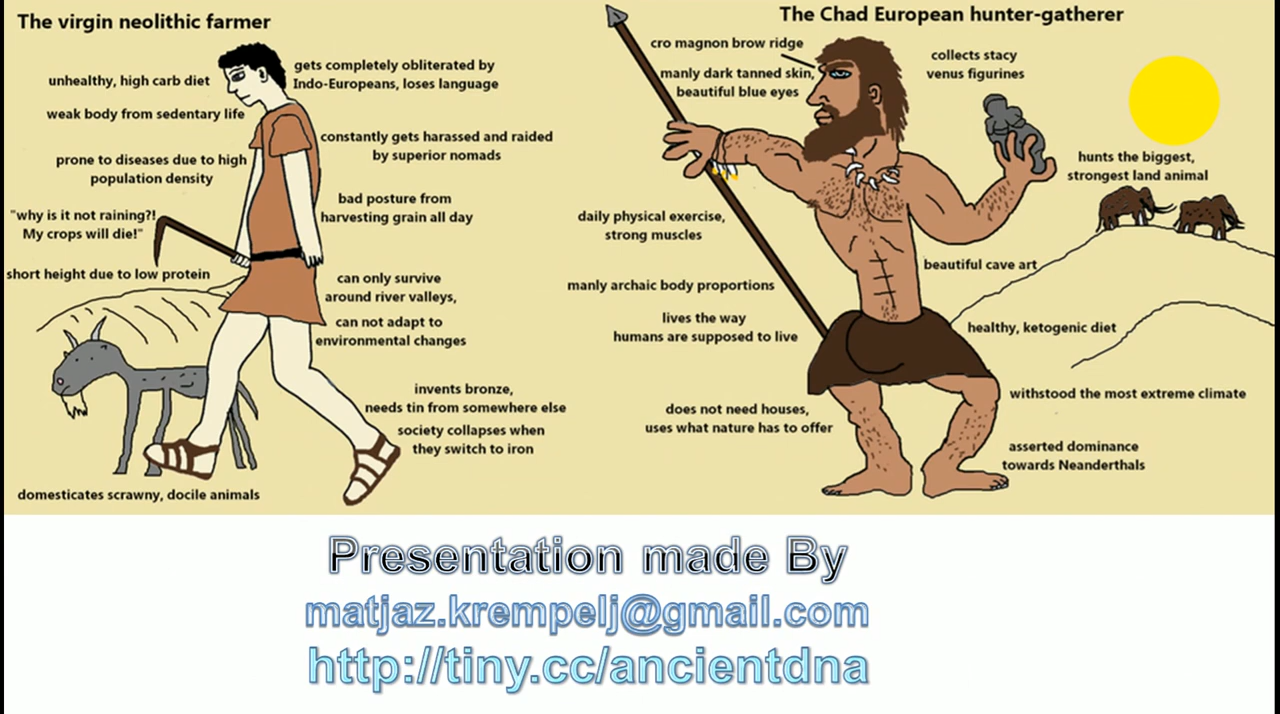 The virgin neolithic farmer
unhealthy, high carb diet
weak body from sedentary life
prone to diseases due to high
population density
"why is it not raining?!
My crops will die!"
short height due to low protein
domesticates scrawny, docile animals
gets completely obliterated by
Indo-Europeans, loses language
constantly gets harassed and raided
by superior nomads
bad posture from
harvesting grain all day
can only survive
around river valleys,
can not adapt to
environmental changes
invents bronze,
needs tin from somewhere else
society collapses when
they switch to iron
The Chad European hunter-gatherer
cro magnon brow ridge
manly dark tanned skin,
beautiful blue eyes
daily physical exercise,
strong muscles
manly archaic body proportions
lives the way
humans are supposed to live
does not need houses,
uses what nature has to offer
collects stacy
venus figurines
hunts the biggest,
strongest land animal
beautiful cave art
healthy, ketogenic diet
withstood the most extreme climate
asserted dominance
towards Neanderthals
Presentation made By
matjaz.krempelj@gmail.com
http://tiny.cc/ancientdna